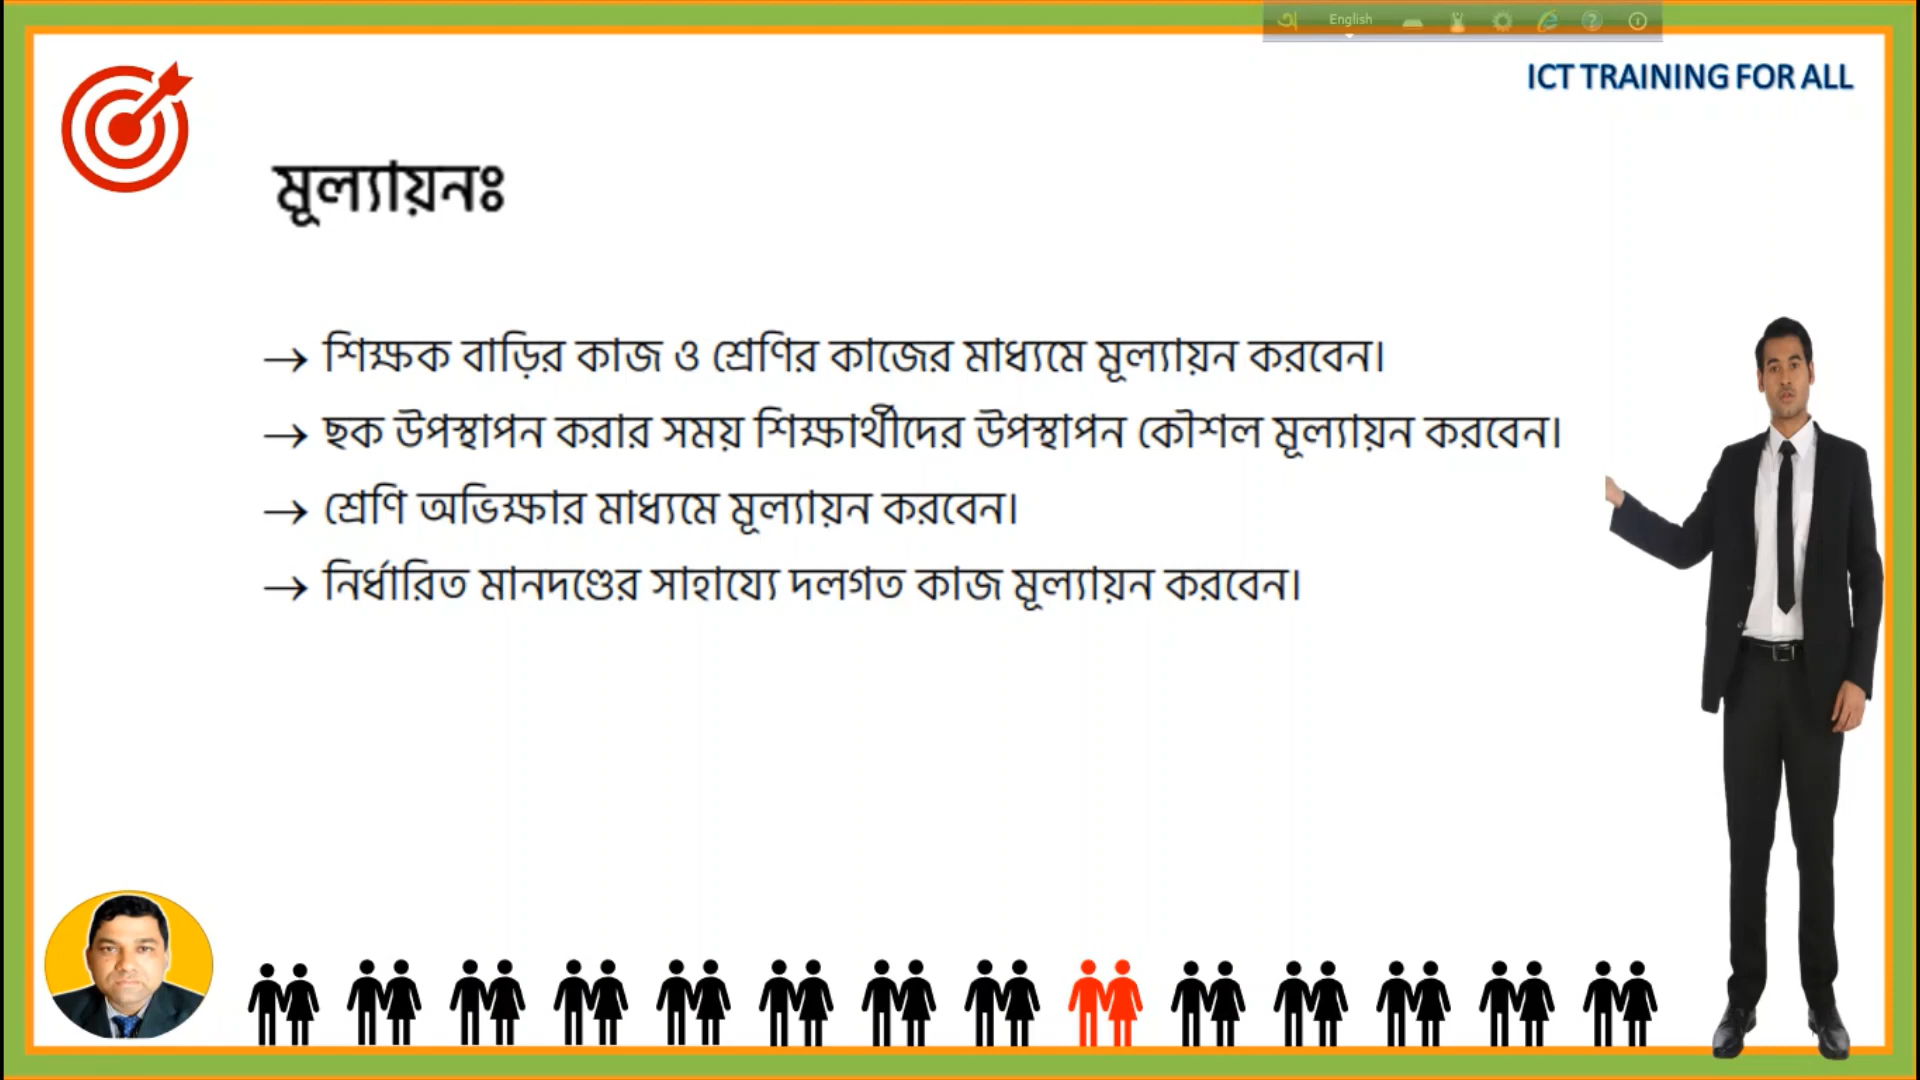 অ English
ICT TRAINING FOR ALL
মূল্যায়নঃ
→ শিক্ষক বাড়ির কাজ ও শ্রেণির কাজের মাধ্যমে মূল্যায়ন করবেন।
→ ছক উপস্থাপন করার সময় শিক্ষার্থীদের উপস্থাপন কৌশল মূল্যায়ন করবেন।
→ শ্রেণি অভিক্ষার মাধ্যমে মূল্যায়ন করবেন।
→ নির্ধারিত মানদণ্ডের সাহায্যে দলগত কাজ মূল্যায়ন করবেন।